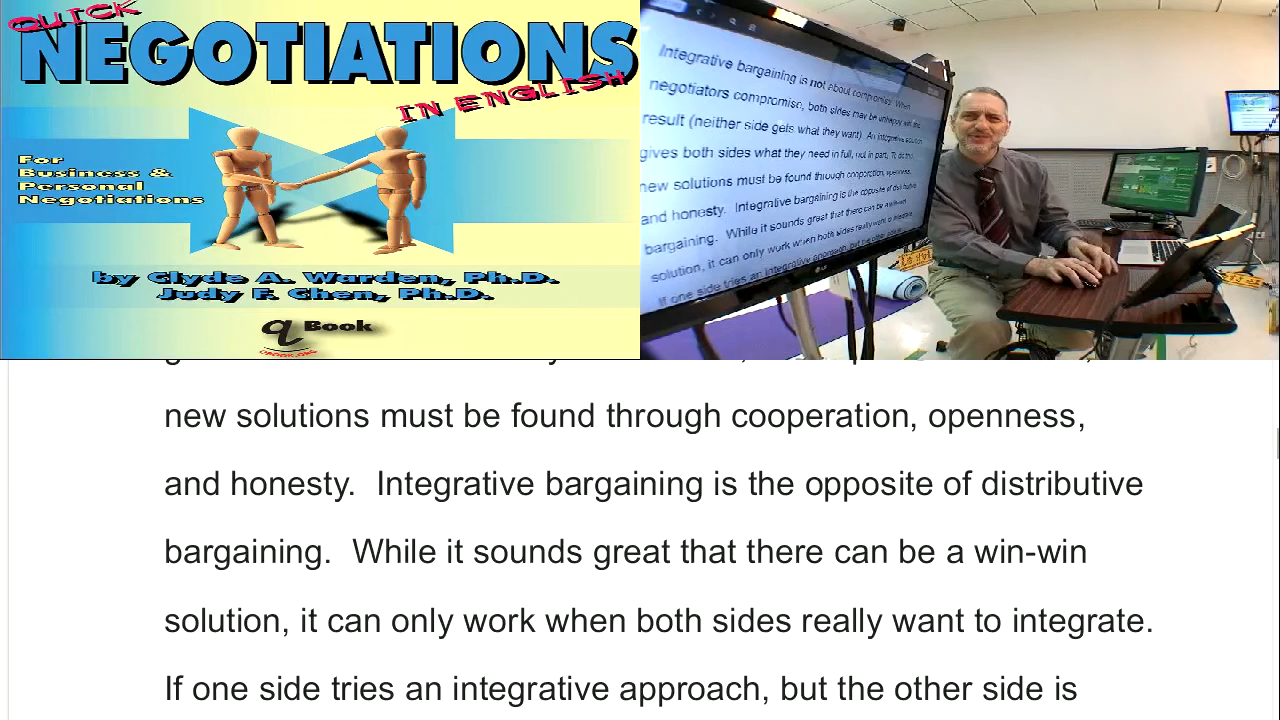 QUICK
NEGOTIATIONS
IN ENGLISH
For
Business &
Personal
Negotiations
by Clyde A. Warden, Ph.D.
Judy F. Chen, Ph.D.
q Book
Integrative bargaining is not about compromise. When
negotiators compromise, both sides may be unhappy with the
result (neither side gets what they want). An integrative solution
gives both sides what they need in full, not in part. To do this,
new solutions must be found through cooperation, openness,
and honesty. Integrative bargaining is the opposite of distributive
bargaining. While it sounds great that there can be a win-win
solution, it can only work when both sides really want to integrate.
If one side tries an integrative approach, but the other side is
LG
new solutions must be found through cooperation, openness,
and honesty. Integrative bargaining is the opposite of distributive
bargaining. While it sounds great that there can be a win-win
solution, it can only work when both sides really want to integrate.
If one side tries an integrative approach, but the other side is